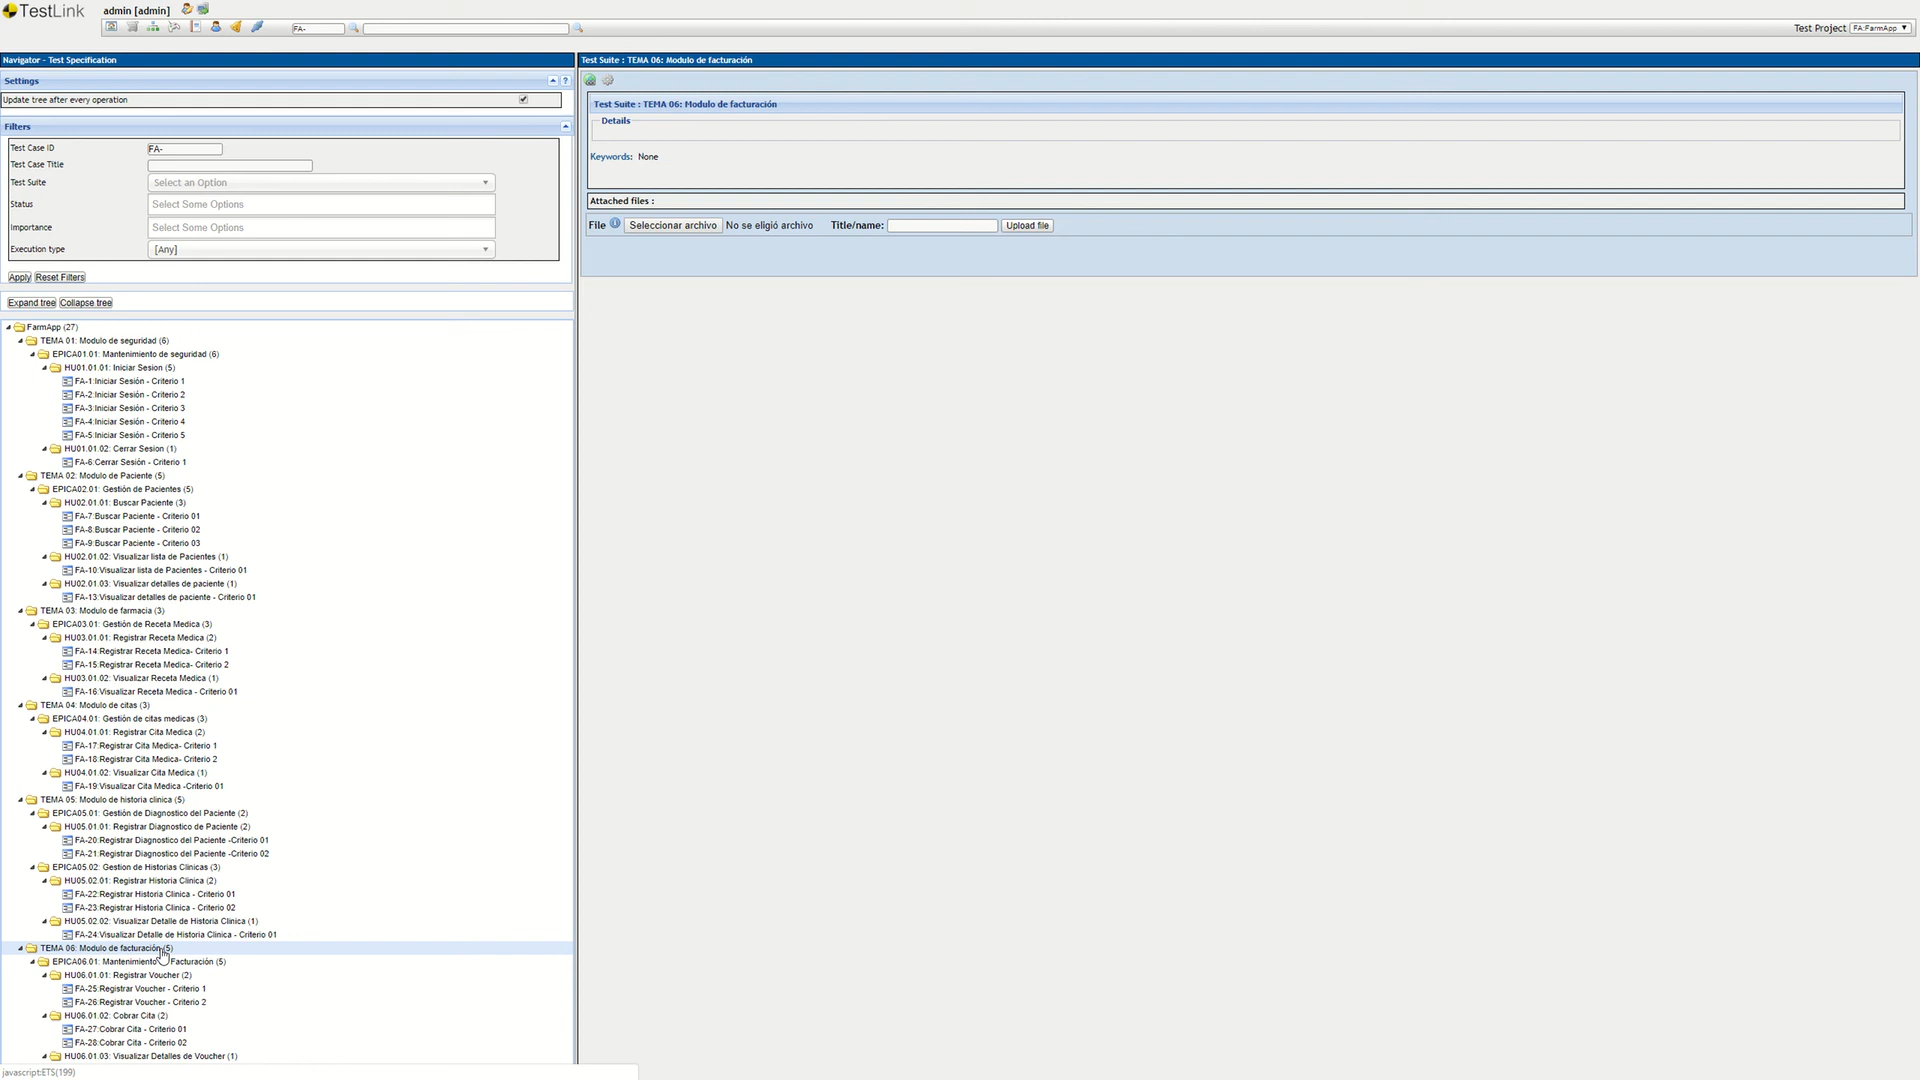 TestLink
admin [admin]
FA-
Test Project FA:FarmApp
Navigator - Test Specification
Settings
Update tree after every operation
Filters
Test Case ID FA-
Test Case Title
Test Suite Select an Option
Status Select Some Options
Importance Select Some Options
Execution type [Any]
Apply Reset Filters
Expand tree Collapse tree
FarmApp (27)
TEMA 01: Modulo de seguridad (6)
EPICA01.01: Mantenimiento de seguridad (6)
HU01.01.01: Iniciar Sesion (5)
FA-1:Iniciar Sesión - Criterio 1
FA-2:Iniciar Sesión - Criterio 2
FA-3:Iniciar Sesión - Criterio 3
FA-4:Iniciar Sesión - Criterio 4
FA-5:Iniciar Sesión - Criterio 5
HU01.01.02: Cerrar Sesion (1)
FA-6:Cerrar Sesión - Criterio 1
TEMA 02: Modulo de Paciente (5)
EPICA02.01: Gestión de Pacientes (5)
HU02.01.01: Buscar Paciente (3)
FA-7:Buscar Paciente - Criterio 01
FA-8:Buscar Paciente - Criterio 02
FA-9:Buscar Paciente - Criterio 03
HU02.01.02: Visualizar lista de Pacientes (1)
FA-10:Visualizar lista de Pacientes - Criterio 01
HU02.01.03: Visualizar detalles de paciente (1)
FA-13:Visualizar detalles de paciente - Criterio 01
TEMA 03: Modulo de farmacia (3)
EPICA03.01: Gestión de Receta Medica (3)
HU03.01.01: Registrar Receta Medica (2)
FA-14:Registrar Receta Medica- Criterio 1
FA-15:Registrar Receta Medica- Criterio 2
HU03.01.02: Visualizar Receta Medica (1)
FA-16:Visualizar Receta Medica - Criterio 01
TEMA 04: Modulo de citas (3)
EPICA04.01: Gestión de citas medicas (3)
HU04.01.01: Registrar Cita Medica (2)
FA-17:Registrar Cita Medica- Criterio 1
FA-18:Registrar Cita Medica- Criterio 2
HU04.01.02: Visualizar Cita Medica (1)
FA-19:Visualizar Cita Medica -Criterio 01
TEMA 05: Modulo de historia clinica (5)
EPICA05.01: Gestión de Diagnostico del Paciente (2)
HU05.01.01: Registrar Diagnostico de Paciente (2)
FA-20:Registrar Diagnostico del Paciente -Criterio 01
FA-21:Registrar Diagnostico del Paciente -Criterio 02
EPICA05.02: Gestion de Historias Clinicas (3)
HU05.02.01: Registrar Historia Clinica (2)
FA-22:Registrar Historia Clinica - Criterio 01
FA-23:Registrar Historia Clinica - Criterio 02
HU05.02.02: Visualizar Detalle de Historia Clinica (1)
FA-24:Visualizar Detalle de Historia Clinica - Criterio 01
TEMA 06: Modulo de facturación (5)
EPICA06.01: Mantenimiento Facturación (5)
HU06.01.01: Registrar Voucher (2)
FA-25:Registrar Voucher - Criterio 1
FA-26:Registrar Voucher - Criterio 2
HU06.01.02: Cobrar Cita (2)
FA-27:Cobrar Cita - Criterio 01
FA-28:Cobrar Cita - Criterio 02
HU06.01.03: Visualizar Detalles de Voucher (1)
javascript:ETS(199)
Test Suite : TEMA 06: Modulo de facturación
Test Suite : TEMA 06: Modulo de facturación
Details
Keywords: None
Attached files :
File Seleccionar archivo No se eligió archivo Title/name: Upload file